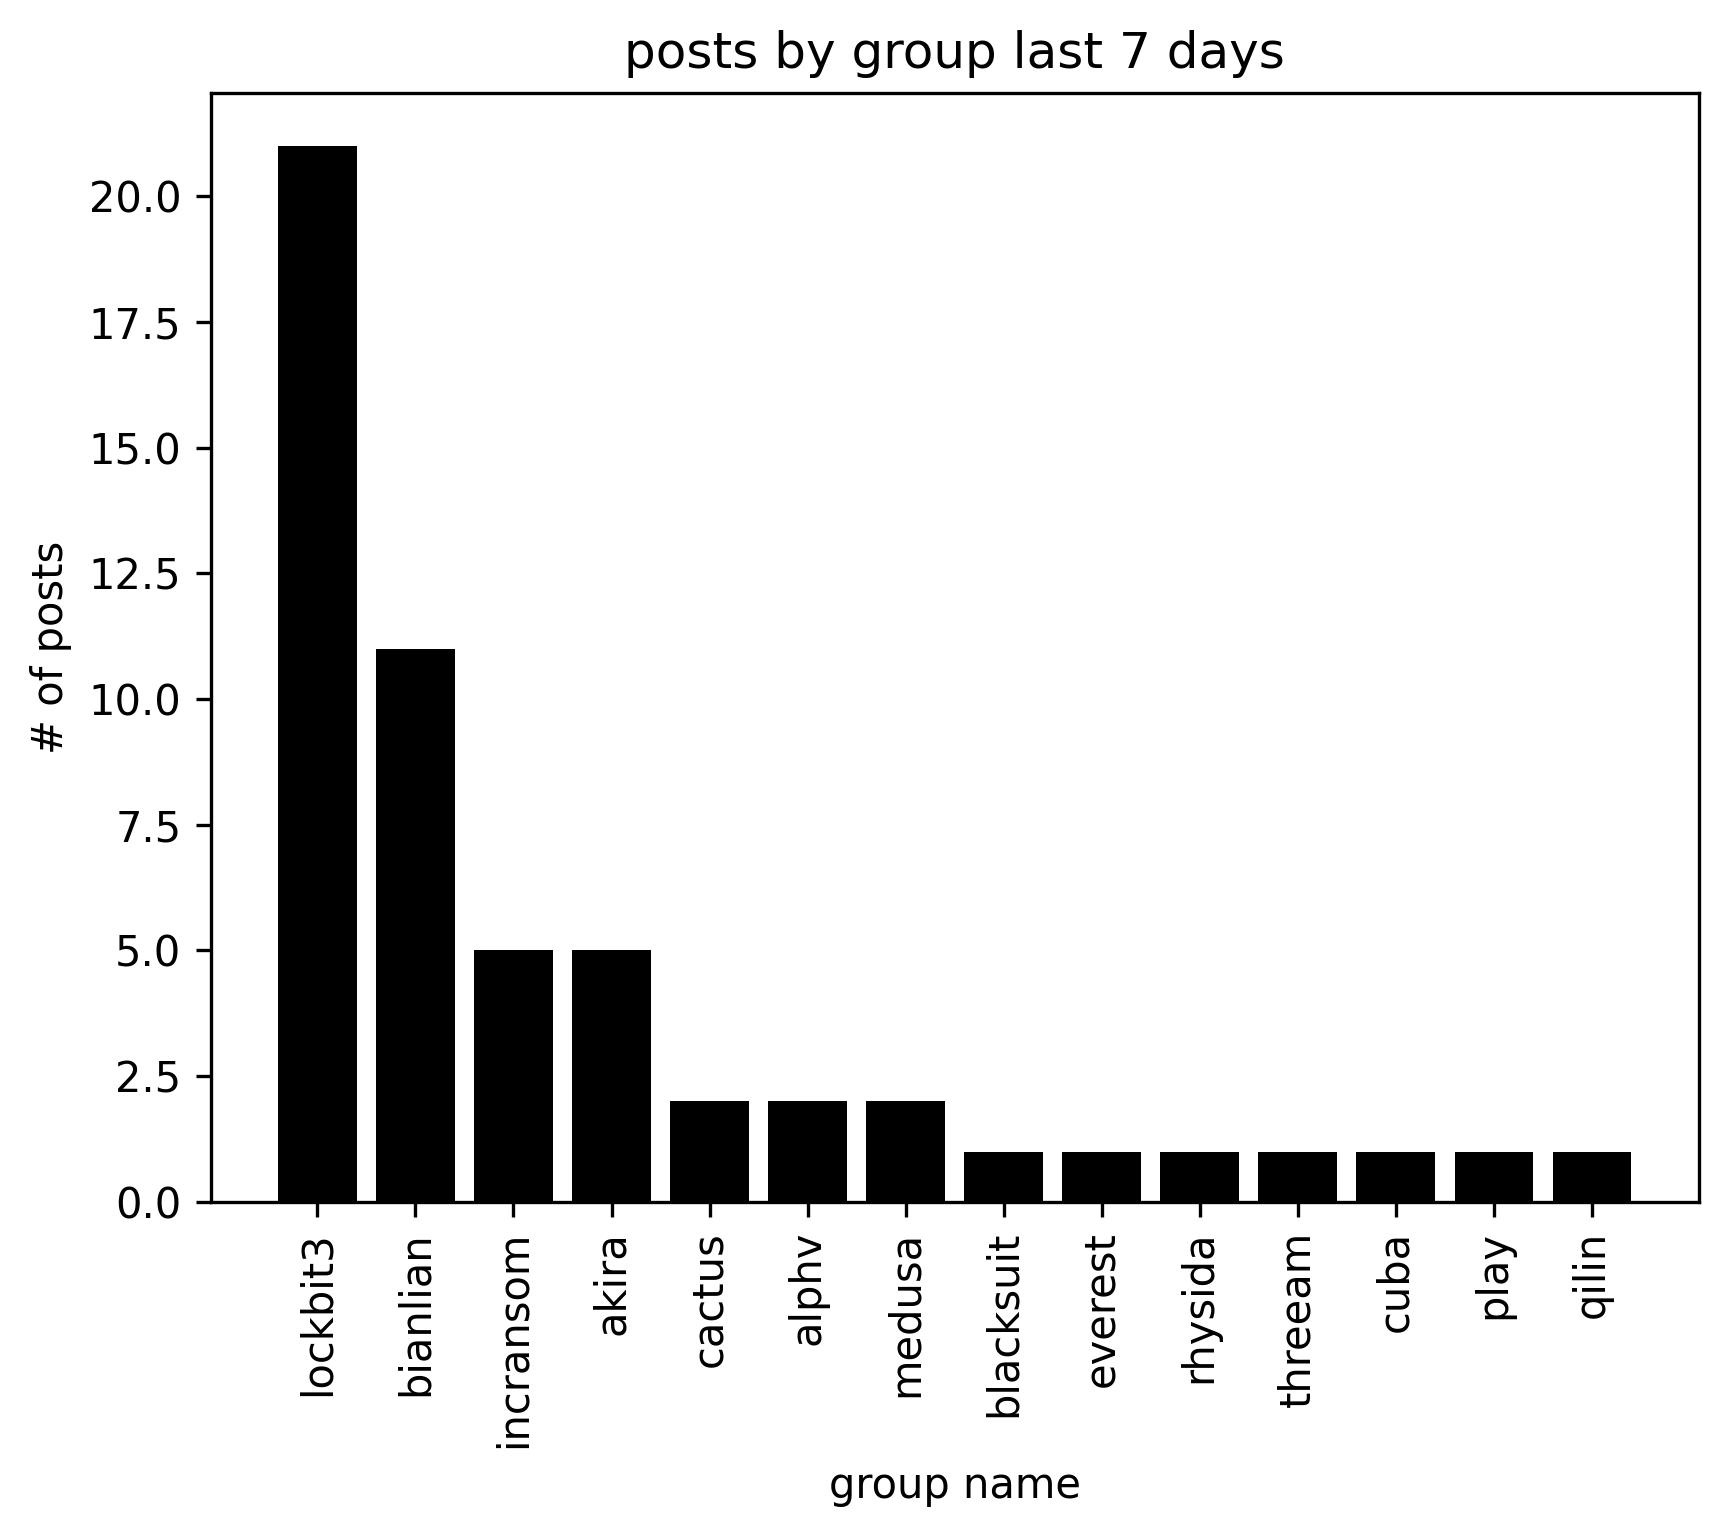 posts by group last 7 days
# of posts
20.0
17.5
15.0
12.5
10.0
7.5
5.0
2.5
0.0
lockbit3
bianlian
incransom
akira
cactus
alphv
medusa
blacksuit
everest
rhysida
threeam
cuba
play
qilin
group name